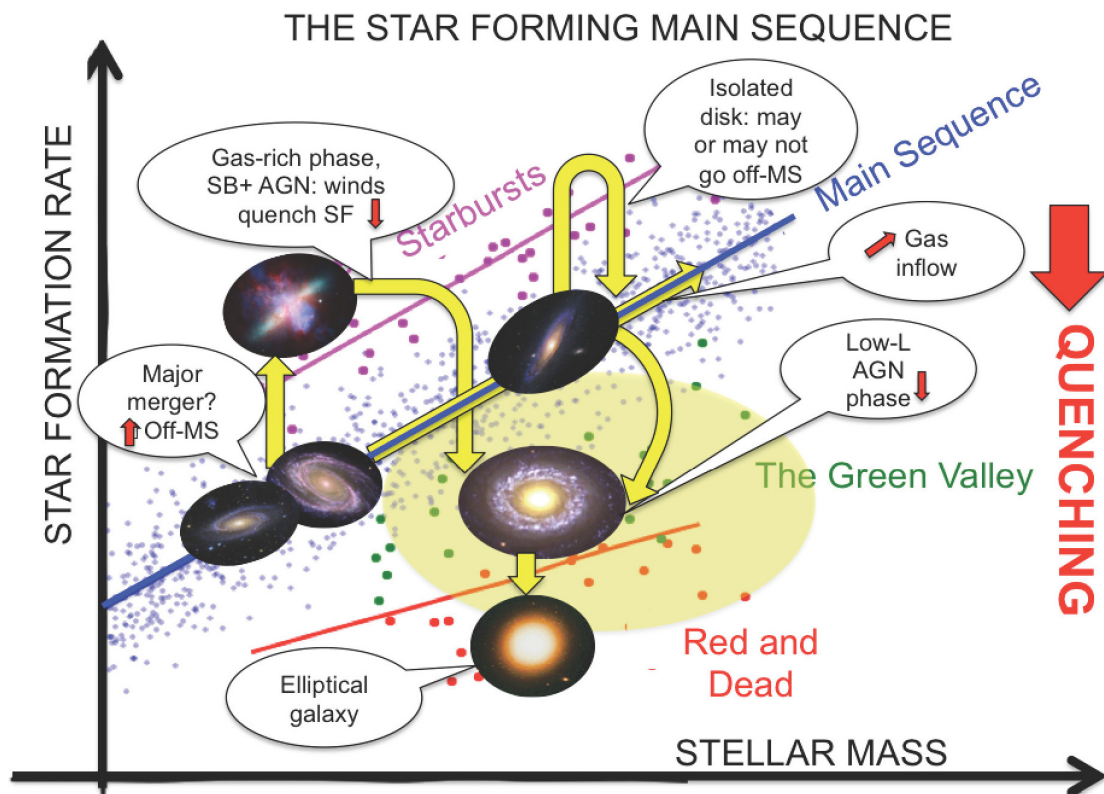 THE STAR FORMING MAIN SEQUENCE
STAR FORMATION RATE
Gas-rich phase,
SB+ AGN: winds
quench SF
Starbursts
Isolated
disk: may
or may not
go off-MS
Main Sequence
Gas
inflow
Major
merger?
Off-MS
Low-L
AGN
phase
The Green Valley
QUENCHING
Red and
Dead
Elliptical
galaxy
STELLAR MASS